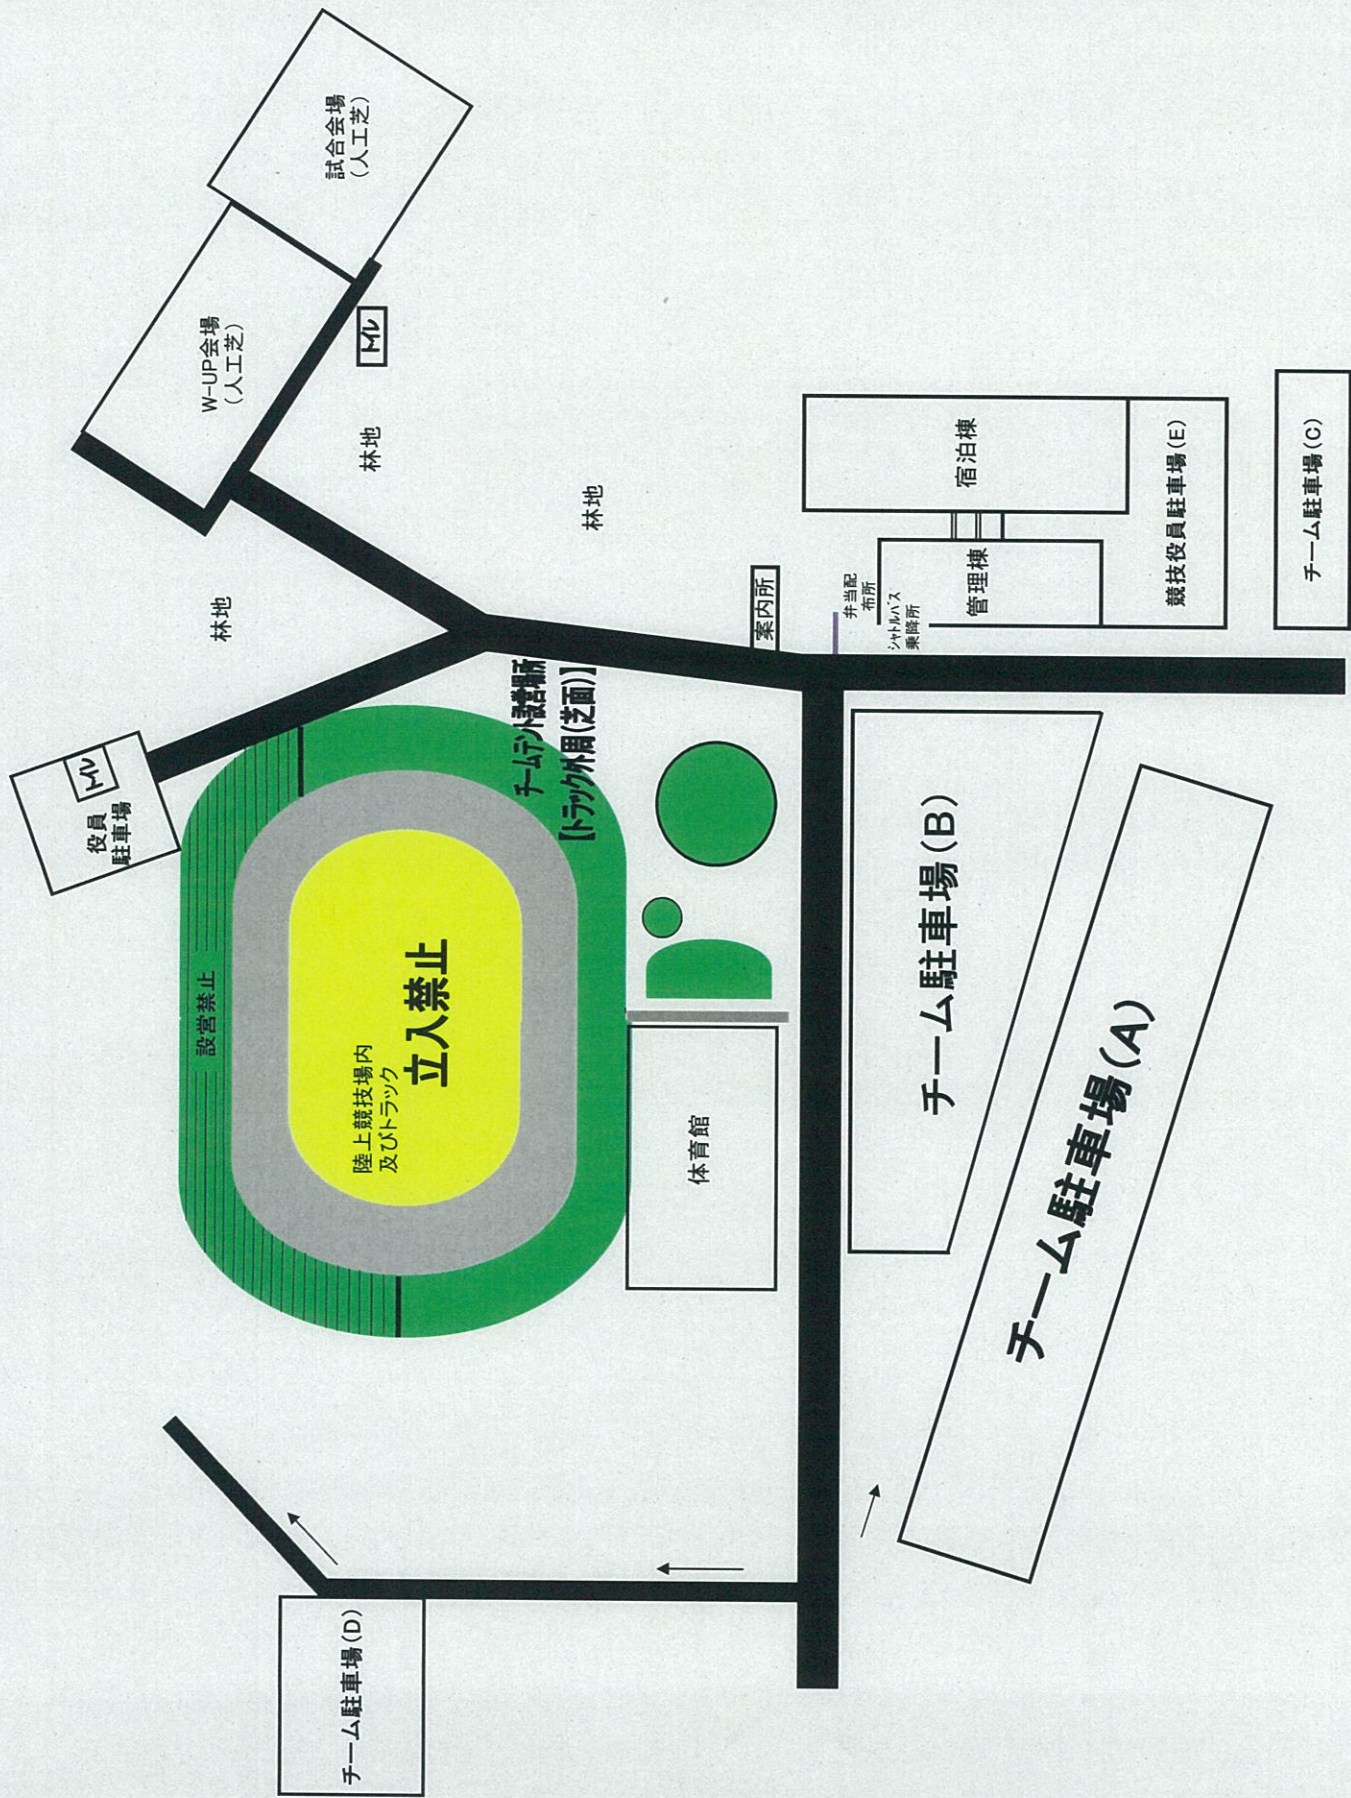 試合会場
（人工芝）
W-UP会場
（人工芝）
トイレ
林地
林地
林地
トイレ
役員
駐車場
設営禁止
陸上競技場内
及びトラック
立入禁止
チームテント設営場所
【トラック外周(芝面)】
案内所
弁当配
布所
シャトルバス
乗降所
管理棟
宿泊棟
競技役員駐車場(E)
チーム駐車場(C)
体育館
チーム駐車場(B)
チーム駐車場(A)
チーム駐車場(D)